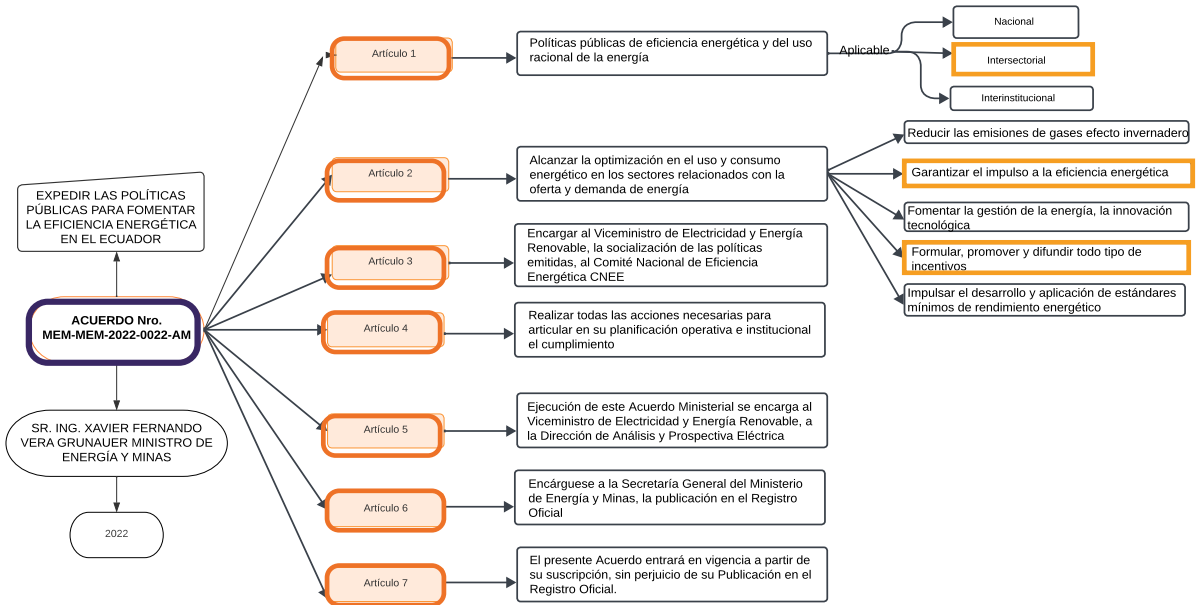 EXPEDIR LAS POLÍTICAS
PÚBLICAS PARA FOMENTAR
LA EFICIENCIA ENERGÉTICA
EN EL ECUADOR
ACUERDO Nro.
MEM-MEM-2022-0022-AM
SR. ING. XAVIER FERNANDO
VERA GRUNAUER MINISTRO DE
ENERGÍA Y MINAS
2022
Artículo 1
Políticas públicas de eficiencia energética y del uso
racional de la energía
Aplicable
Nacional
Intersectorial
Interinstitucional
Artículo 2
Alcanzar la optimización en el uso y consumo
energético en los sectores relacionados con la
oferta y demanda de energía
Reducir las emisiones de gases efecto invernadero
Garantizar el impulso a la eficiencia energética
Fomentar la gestión de la energía, la innovación
tecnológica
Formular, promover y difundir todo tipo de
incentivos
Impulsar el desarrollo y aplicación de estándares
mínimos de rendimiento energético
Artículo 3
Encargar al Viceministro de Electricidad y Energía
Renovable, la socialización de las políticas
emitidas, al Comité Nacional de Eficiencia
Energética CNEE
Artículo 4
Realizar todas las acciones necesarias para
articular en su planificación operativa e institucional
el cumplimiento
Artículo 5
Ejecución de este Acuerdo Ministerial se encarga al
Viceministro de Electricidad y Energía Renovable, a
la Dirección de Análisis y Prospectiva Eléctrica
Artículo 6
Encárguese a la Secretaría General del Ministerio
de Energía y Minas, la publicación en el Registro
Oficial
Artículo 7
El presente Acuerdo entrará en vigencia a partir de
su suscripción, sin perjuicio de su Publicación en el
Registro Oficial.